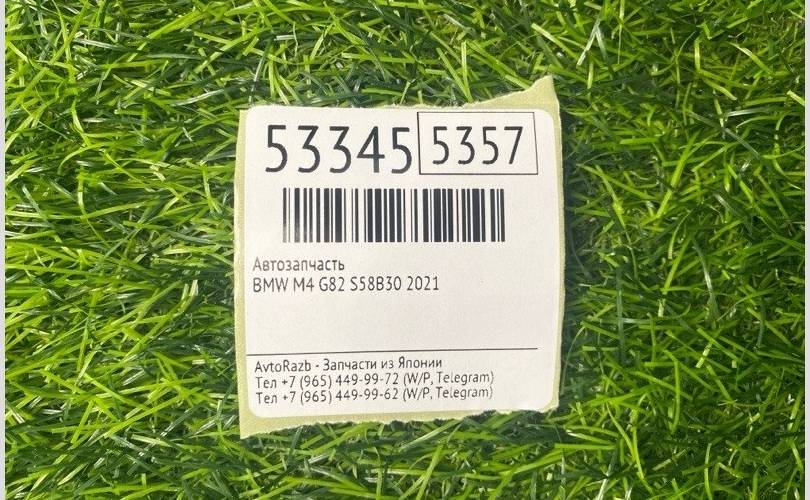 53345 5357
Автозапчасть
BMW M4 G82 S58B30 2021
AvtoRazb - Запчасти из Японии
Тел +7 (965) 449-99-72 (W/P, Telegram)
Тел +7 (965) 449-99-62 (W/P, Telegram)